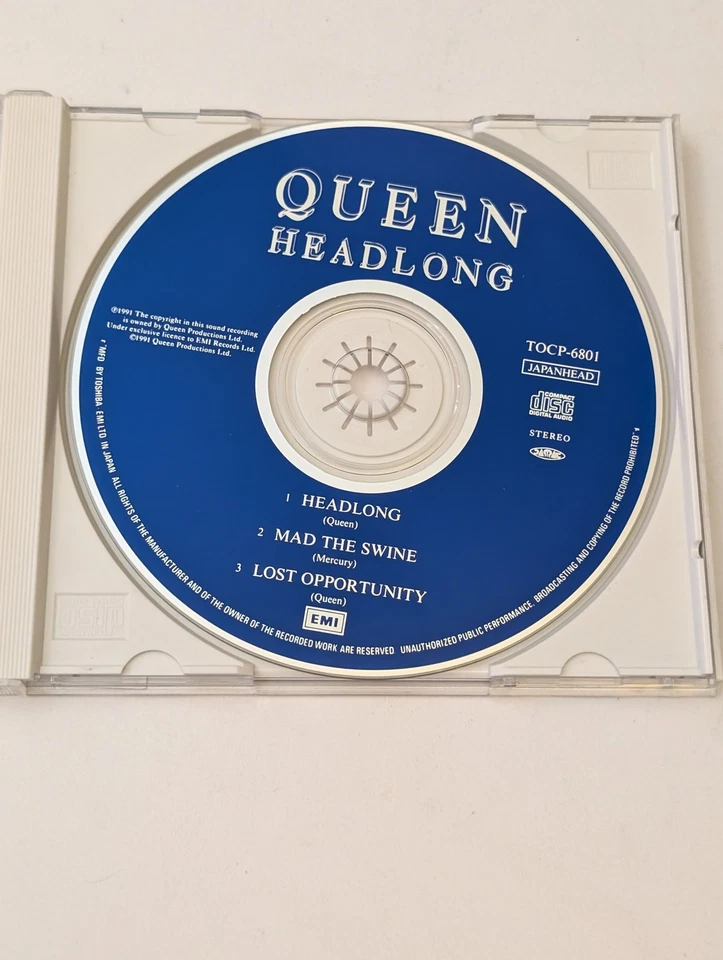 QUEEN
HEADLONG
℗1991 The copyright in this sound recording
is owned by Queen Productions Ltd.
Under exclusive licence to EMI Records Ltd.
©1991 Queen Productions Ltd.
TOCP-6801
JAPANHEAD
COMPACT
disc
DIGITAL AUDIO
STEREO
1 HEADLONG
(Queen)
2 MAD THE SWINE
(Mercury)
3 LOST OPPORTUNITY
(Queen)
EMI
"MFD BY TOSHIBA EMI LTD IN JAPAN ALL RIGHTS OF THE MANUFACTURER AND OF THE OWNER OF THE RECORDED WORK ARE RESERVED UNAUTHORIZED PUBLIC PERFORMANCE, BROADCASTING AND COPYING OF THE RECORD PROHIBITED"